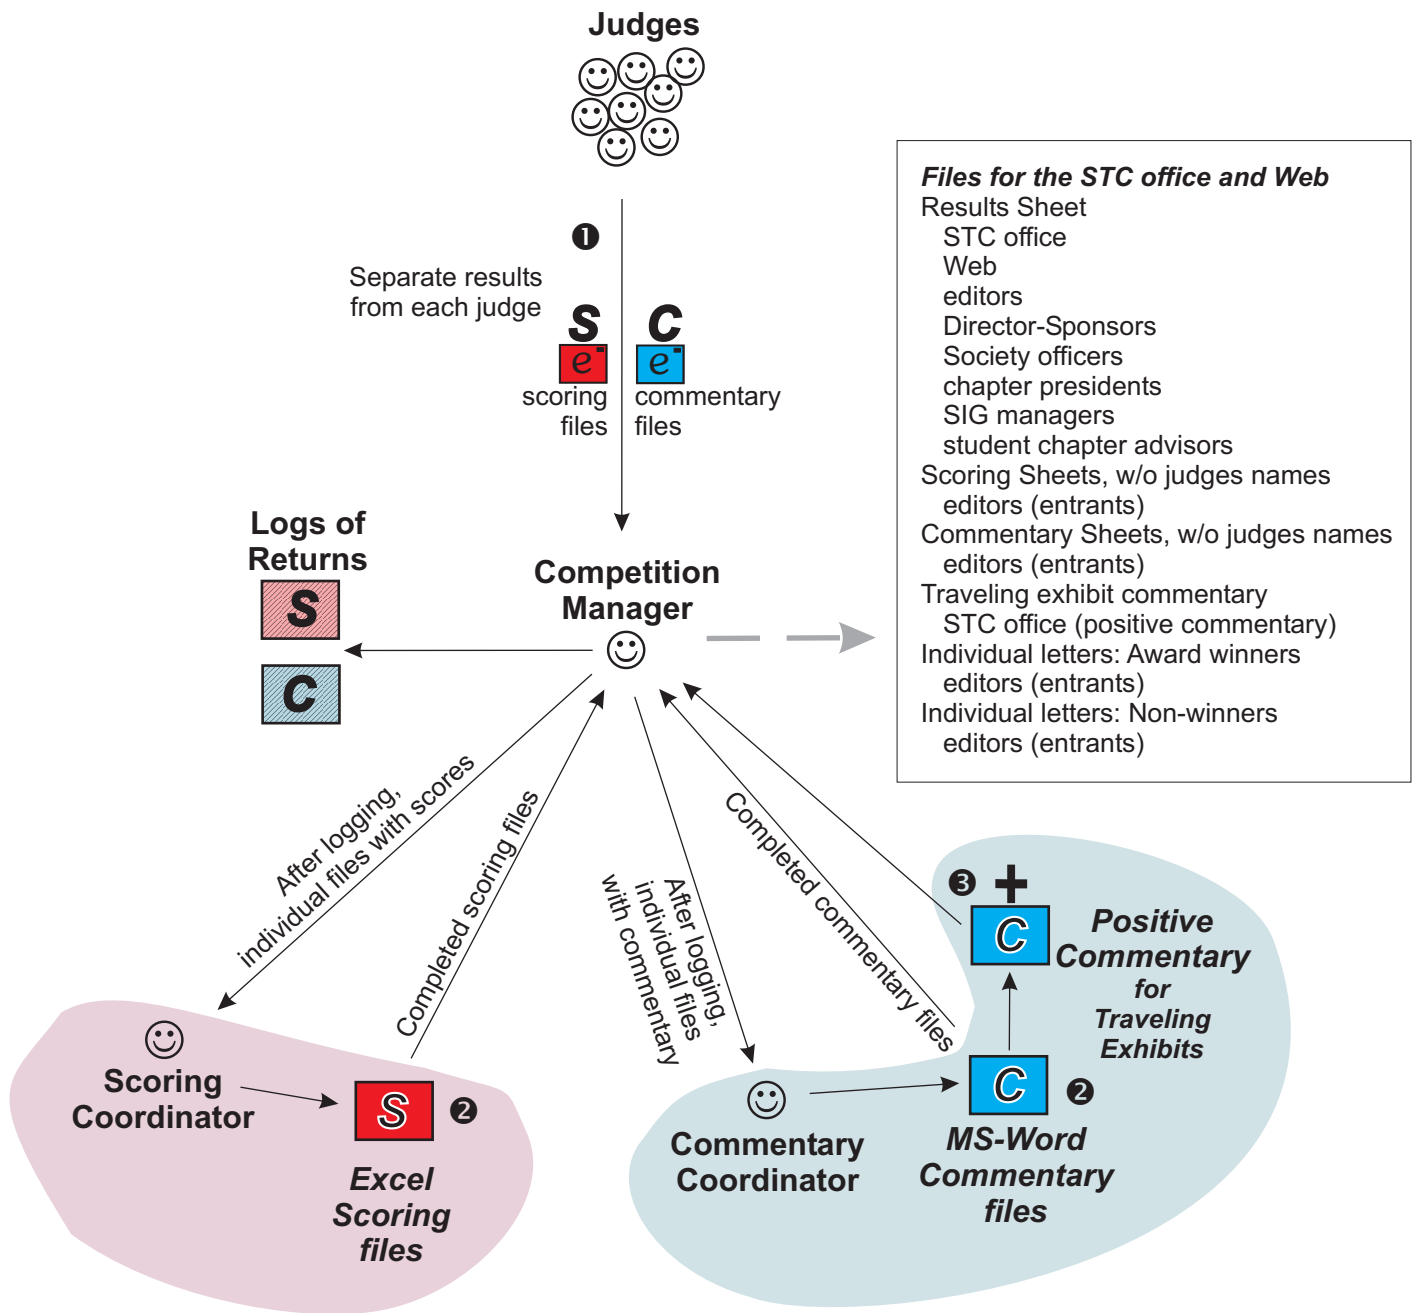 Judges
❶
Separate results
from each judge
S C
e- e-
scoring
files
commentary
files
Files for the STC office and Web
Results Sheet
STC office
Web
editors
Director-Sponsors
Society officers
chapter presidents
SIG managers
student chapter advisors
Scoring Sheets, w/o judges names
editors (entrants)
Commentary Sheets, w/o judges names
editors (entrants)
Traveling exhibit commentary
STC office (positive commentary)
Individual letters: Award winners
editors (entrants)
Individual letters: Non-winners
editors (entrants)
Logs of
Returns
S
C
Competition
Manager
After logging,
individual files with scores
Completed scoring files
After logging,
individual files
with commentary
Completed commentary files
Scoring
Coordinator
S
❷
Excel
Scoring
files
Commentary
Coordinator
C
❷
MS-Word
Commentary
files
❸ +
C
Positive
Commentary
for
Traveling
Exhibits